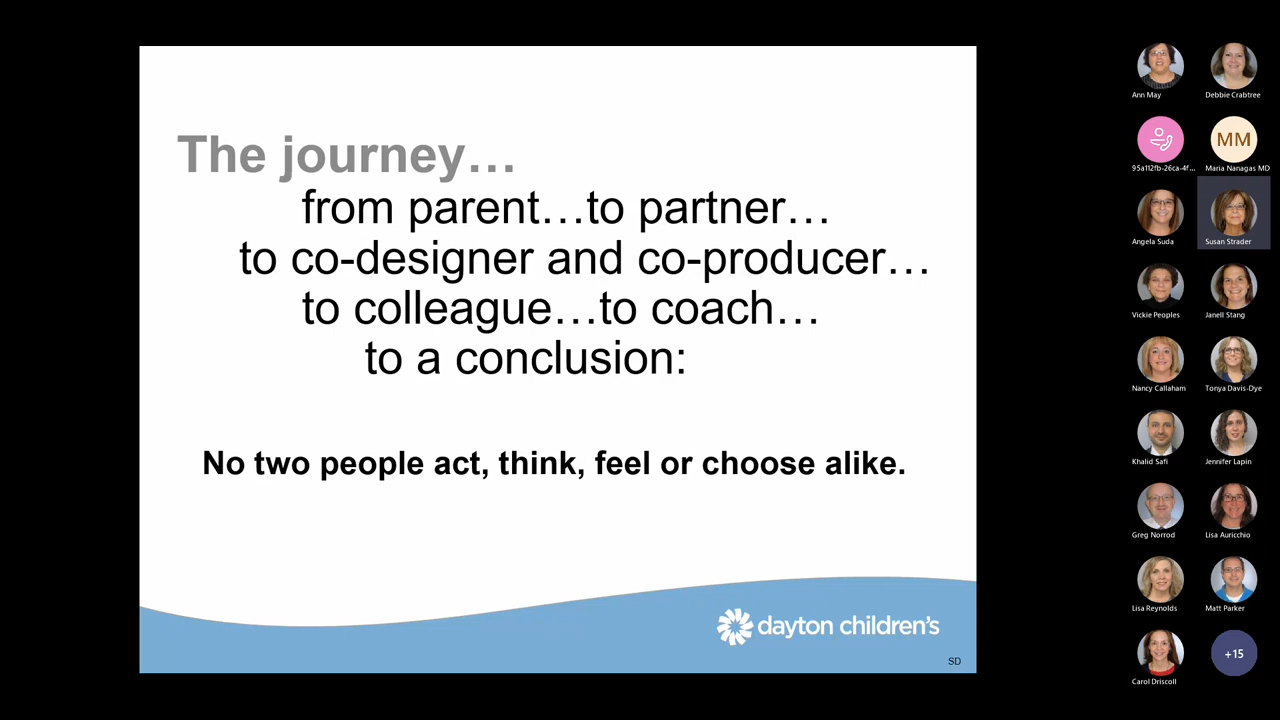 The journey…
from parent…to partner…
to co-designer and co-producer…
to colleague…to coach…
to a conclusion:
No two people act, think, feel or choose alike.
dayton children's
SD
Ann May
Debbie Crabtree
MM
95a112fb-26ca-4f...
Maria Nanagas MD
Angela Suda
Susan Strader
Vickie Peoples
Janell Stang
Nancy Callaham
Tonya Davis-Dye
Khalid Safi
Jennifer Lapin
Greg Norrod
Lisa Auricchio
Lisa Reynolds
Matt Parker
Carol Driscoll
+15